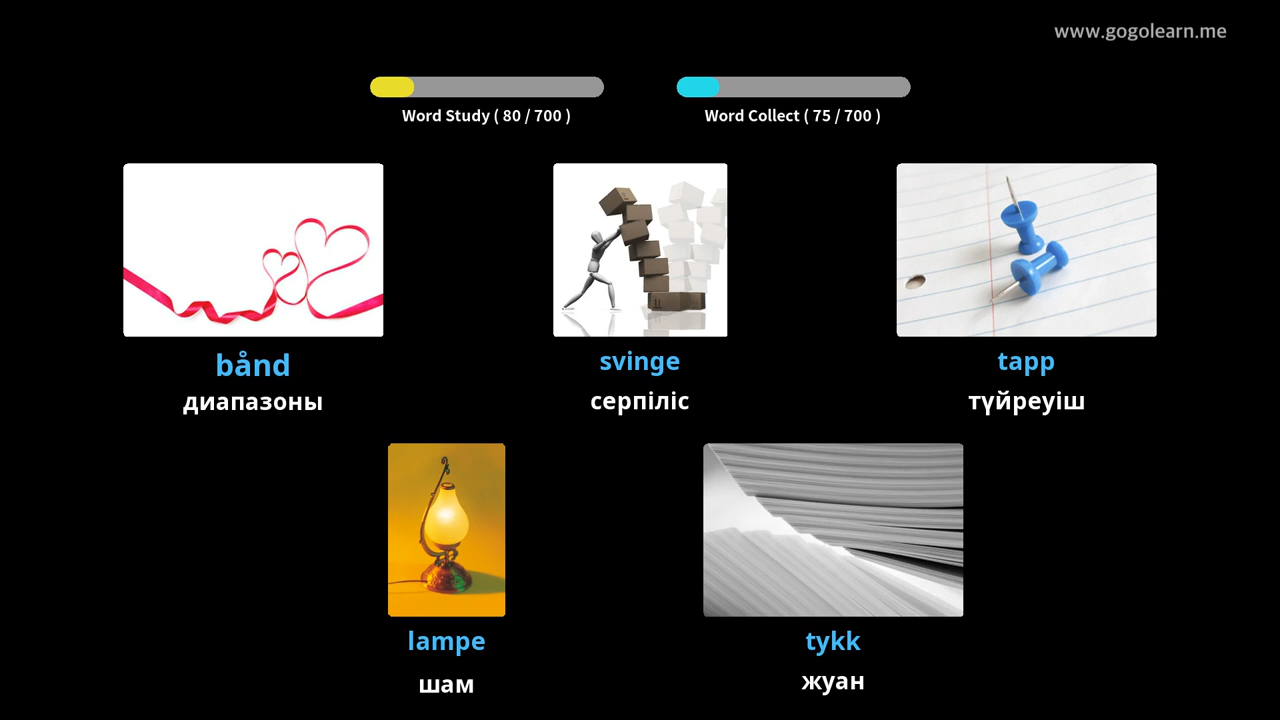 www.gogolearn.me
Word Study ( 80 / 700 )
Word Collect ( 75 / 700 )
bånd
диапазоны
svinge
серпіліс
tapp
түйреуіш
lampe
шам
tykk
жуан